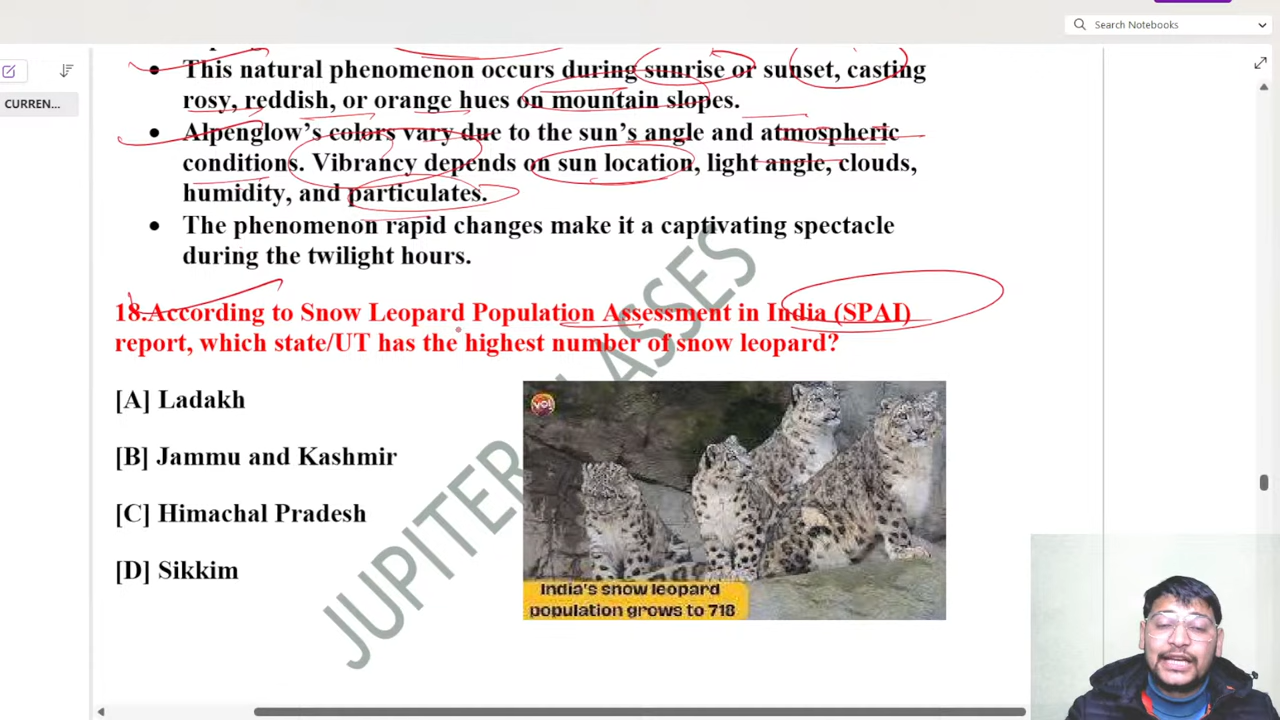 Search Notebooks
CURREN...
This natural phenomenon occurs during sunrise or sunset, casting
rosy, reddish, or orange hues on mountain slopes.
Alpenglow's colors vary due to the sun's angle and atmospheric
conditions. Vibrancy depends on sun location, light angle, clouds,
humidity, and particulates.
The phenomenon rapid changes make it a captivating spectacle
during the twilight hours.
18.According to Snow Leopard Population Assessment in India (SPAI)
report, which state/UT has the highest number of snow leopard?
[A] Ladakh
[B] Jammu and Kashmir
[C] Himachal Pradesh
[D] Sikkim
India's snow leopard
population grows to 718
JUPITER CLASSES